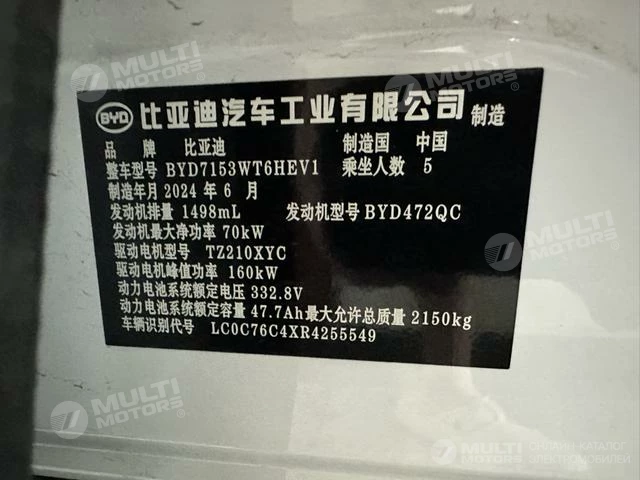 MULTI
MOTORS®
MULTI
MOTORS®
BYD 比亚迪汽车工业有限公司 制造
品 牌 比亚迪 制造国 中国
整车型号 BYD7153WT6HEV1 乘坐人数 5
制造年月 2024 年 6 月
发动机排量 1498mL 发动机型号 BYD472QC
发动机最大净功率 70kW
驱动电机型号 TZ210XYC
驱动电机峰值功率 160kW
动力电池系统额定电压 332.8V
动力电池系统额定容量 47.7Ah 最大允许总质量 2150kg
车辆识别代号 LC0C76C4XR4255549
MULTI
MOTORS®
MULTI
MOTORS
MULTI
MOTORS
ОНЛАЙН-КАТАЛОГ
ЭЛЕКТРОМОБИЛЕЙ